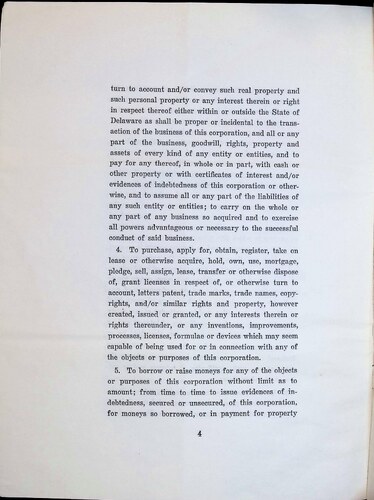 turn to account and/or convey such real property and
such personal property or any interest therein or right
in respect thereof either within or outside the State of
Delaware as shall be proper or incidental to the trans-
action of the business of this corporation, and all or any
part of the business, goodwill, rights, property and
assets of every kind of any entity or entities, and to
pay for any thereof, in whole or in part, with cash or
other property or with certificates of interest and/or
evidences of indebtedness of this corporation or other-
wise, and to assume all or any part of the liabilities of
any such entity or entities; to carry on the whole or
any part of any business so acquired and to exercise
all powers advantageous or necessary to the successful
conduct of said business.
4. To purchase, apply for, obtain, register, take on
lease or otherwise acquire, hold, own, use, mortgage,
pledge, sell, assign, lease, transfer or otherwise dispose
of, grant licenses in respect of, or otherwise turn to
account, letters patent, trade marks, trade names, copy-
rights, and/or similar rights and property, however
created, issued or granted, or any interests therein or
rights thereunder, or any inventions, improvements,
processes, licenses, formulae or devices which may seem
capable of being used for or in connection with any of
the objects or purposes of this corporation.
5. To borrow or raise moneys for any of the objects
or purposes of this corporation without limit as to
amount; from time to time to issue evidences of in-
debtedness, secured or unsecured, of this corporation,
for moneys so borrowed, or in payment for property
4